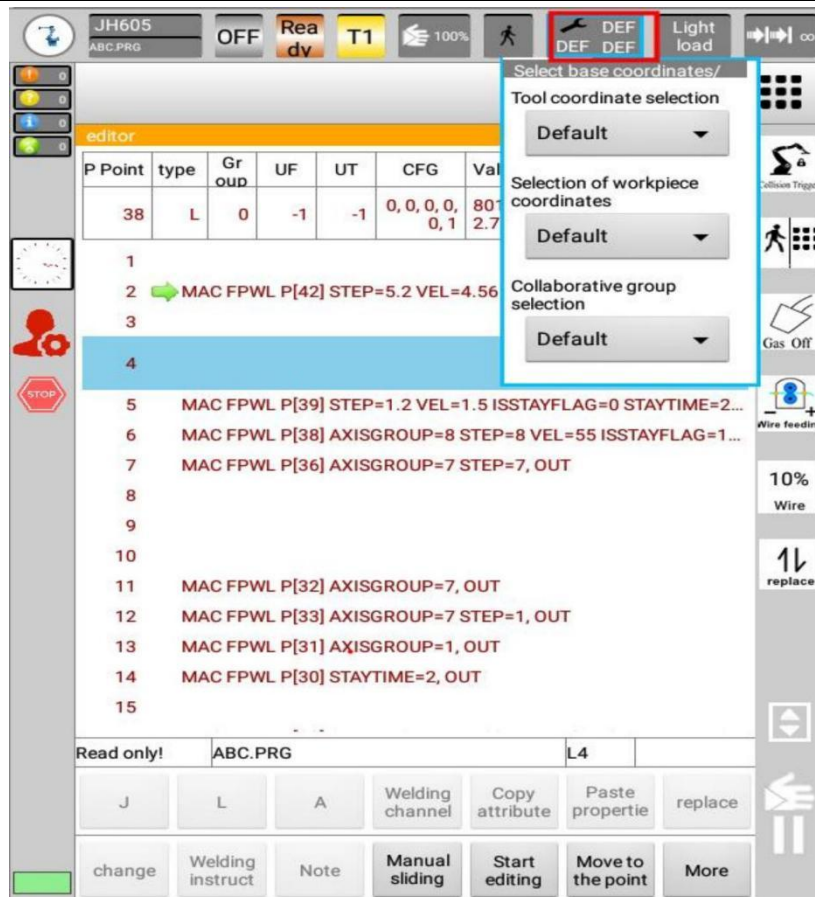 JH605
ABC.PRG
OFF
Rea
dy
T1
100%
DEF
DEF DEF
Light
load
∞
0
0
0
0
Select base coordinates/
Tool coordinate selection
Default
Selection of workpiece
coordinates
Default
Collaborative group
selection
Default
editor
P Point type Gr
oup UF UT CFG Val
38 L 0 -1 -1 0, 0, 0, 0,
0, 1 801
2.7
1
2 MAC FPWL P[42] STEP=5.2 VEL=4.56
3
4
5 MAC FPWL P[39] STEP=1.2 VEL=1.5 ISSTAYFLAG=0 STAYTIME=2...
6 MAC FPWL P[38] AXISGROUP=8 STEP=8 VEL=55 ISSTAYFLAG=1...
7 MAC FPWL P[36] AXISGROUP=7 STEP=7, OUT
8
9
10
11 MAC FPWL P[32] AXISGROUP=7, OUT
12 MAC FPWL P[33] AXISGROUP=7 STEP=1, OUT
13 MAC FPWL P[31] AXISGROUP=1, OUT
14 MAC FPWL P[30] STAYTIME=2, OUT
15
STOP
Collision Trigge
Gas Off
- +
Wire feedin
10%
Wire
replace
Read only! ABC.PRG L4
J L A Welding
channel Copy
attribute Paste
propertie replace
change Welding
instruct Note Manual
sliding Start
editing Move to
the point More